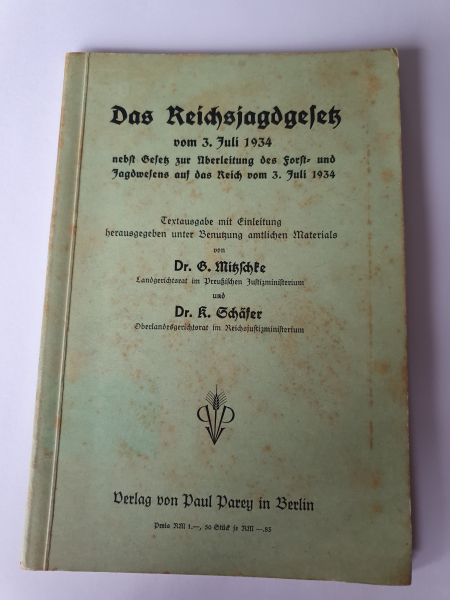 Das Reichsjagdgesetz
vom 3. Juli 1934
nebst Gesetz zur Überleitung des Forst- und
Jagdwesens auf das Reich vom 3. Juli 1934
Textausgabe mit Einleitung
herausgegeben unter Benutzung amtlichen Materials
von
Dr. G. Mitzschke
Landgerichtsrat im Preußischen Justizministerium
und
Dr. K. Schäfer
Oberlandesgerichtsrat im Reichsjustizministerium
Verlag von Paul Parey in Berlin
Preis RM 1.—, 50 Stück je RM —.95